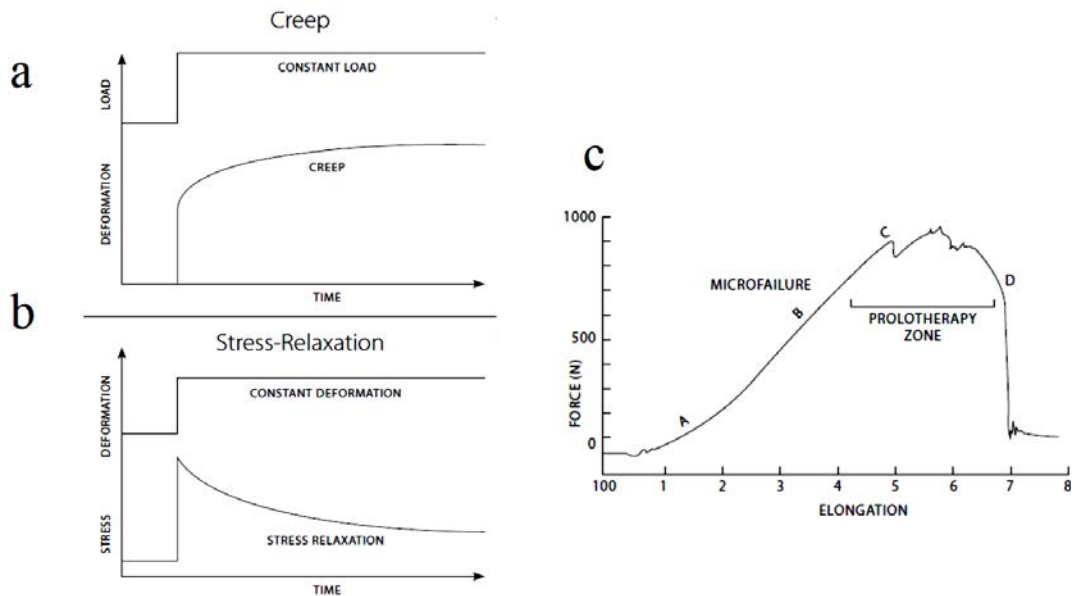 a
Creep
LOAD
DEFORMATION
CONSTANT LOAD
CREEP
TIME
b
Stress-Relaxation
DEFORMATION
STRESS
CONSTANT DEFORMATION
STRESS RELAXATION
TIME
c
FORCE (N)
1000
500
0
A
B
C
D
MICROFAILURE
PROLOTHERAPY
ZONE
100 1 2 3 4 5 6 7 8
ELONGATION